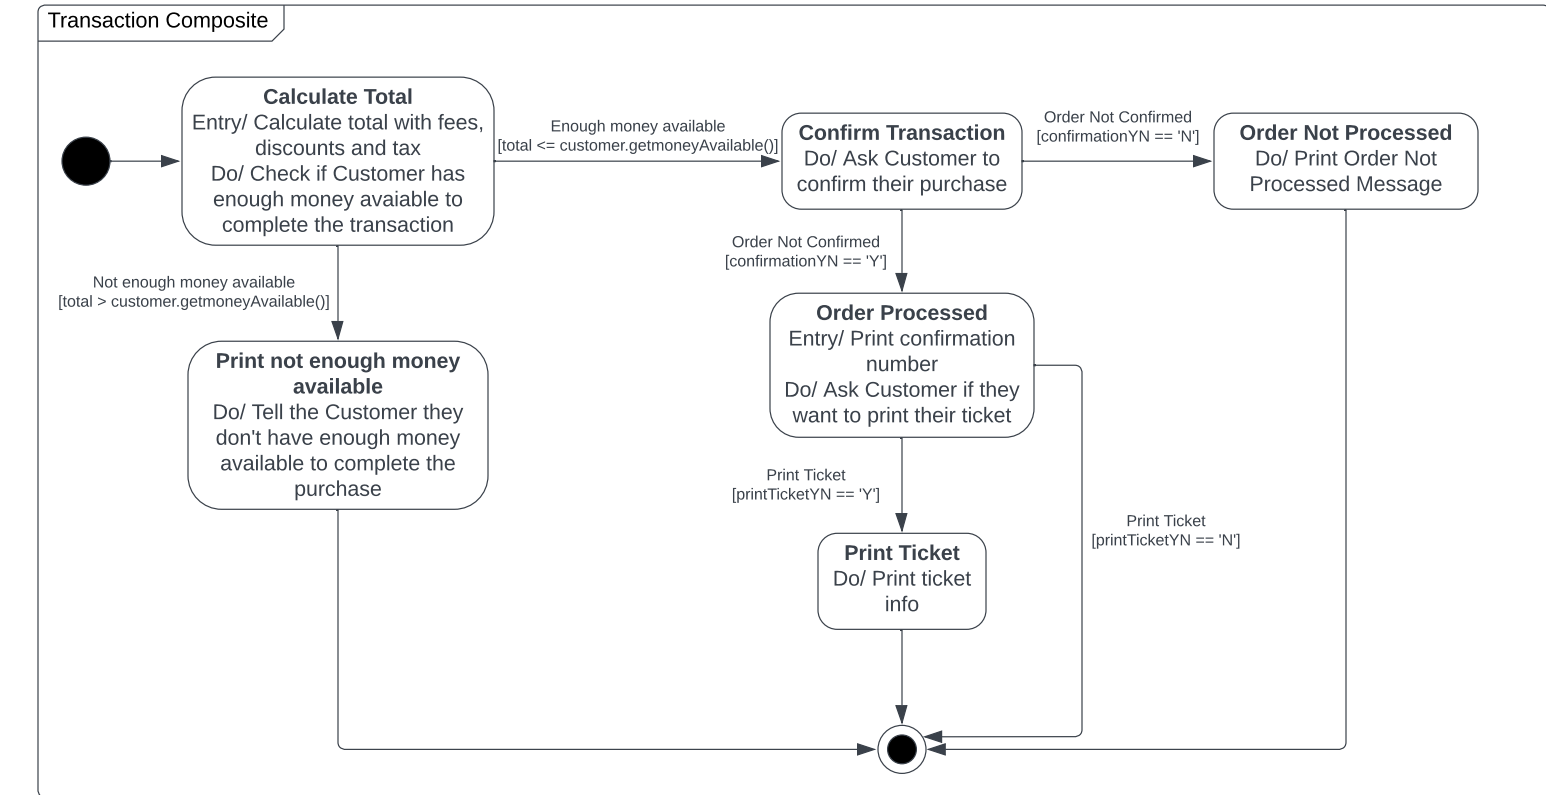 Transaction Composite
Calculate Total
Entry/ Calculate total with fees,
discounts and tax
Do/ Check if Customer has
enough money avaiable to
complete the transaction
Enough money available
[total <= customer.getmoneyAvailable()]
Confirm Transaction
Do/ Ask Customer to
confirm their purchase
Order Not Confirmed
[confirmationYN == 'N']
Order Not Processed
Do/ Print Order Not
Processed Message
Not enough money available
[total > customer.getmoneyAvailable()]
Order Not Confirmed
[confirmationYN == 'Y']
Print not enough money
available
Do/ Tell the Customer they
don't have enough money
available to complete the
purchase
Order Processed
Entry/ Print confirmation
number
Do/ Ask Customer if they
want to print their ticket
Print Ticket
[printTicketYN == 'Y']
Print Ticket
[printTicketYN == 'N']
Print Ticket
Do/ Print ticket
info